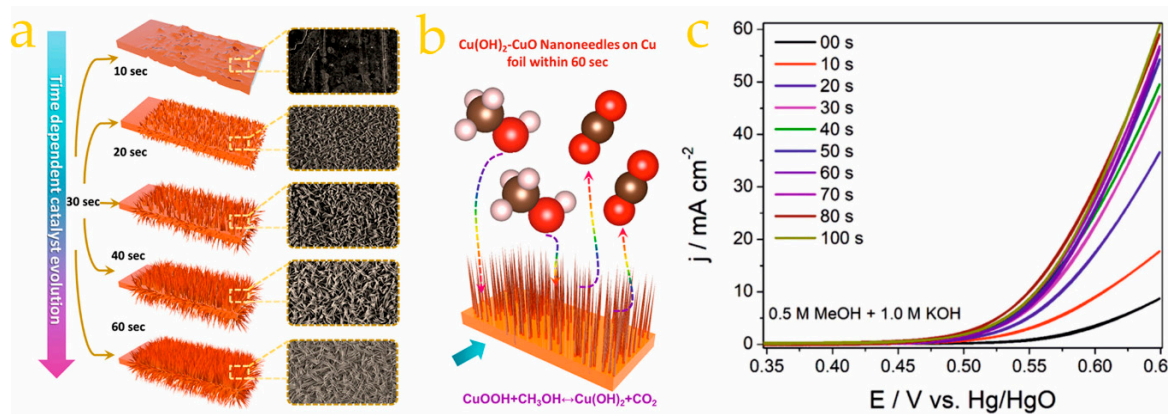 a
Time dependent catalyst evolution
10 sec
20 sec
30 sec
40 sec
60 sec
b
Cu(OH)₂-CuO Nanoneedles on Cu
foil within 60 sec
CuOOH+CH₃OH↔Cu(OH)₂+CO₂
c
j / mA cm⁻²
60
50
40
30
20
10
0
00 s
10 s
20 s
30 s
40 s
50 s
60 s
70 s
80 s
100 s
0.5 M MeOH + 1.0 M KOH
0.35 0.40 0.45 0.50 0.55 0.60 0.6
E / V vs. Hg/HgO